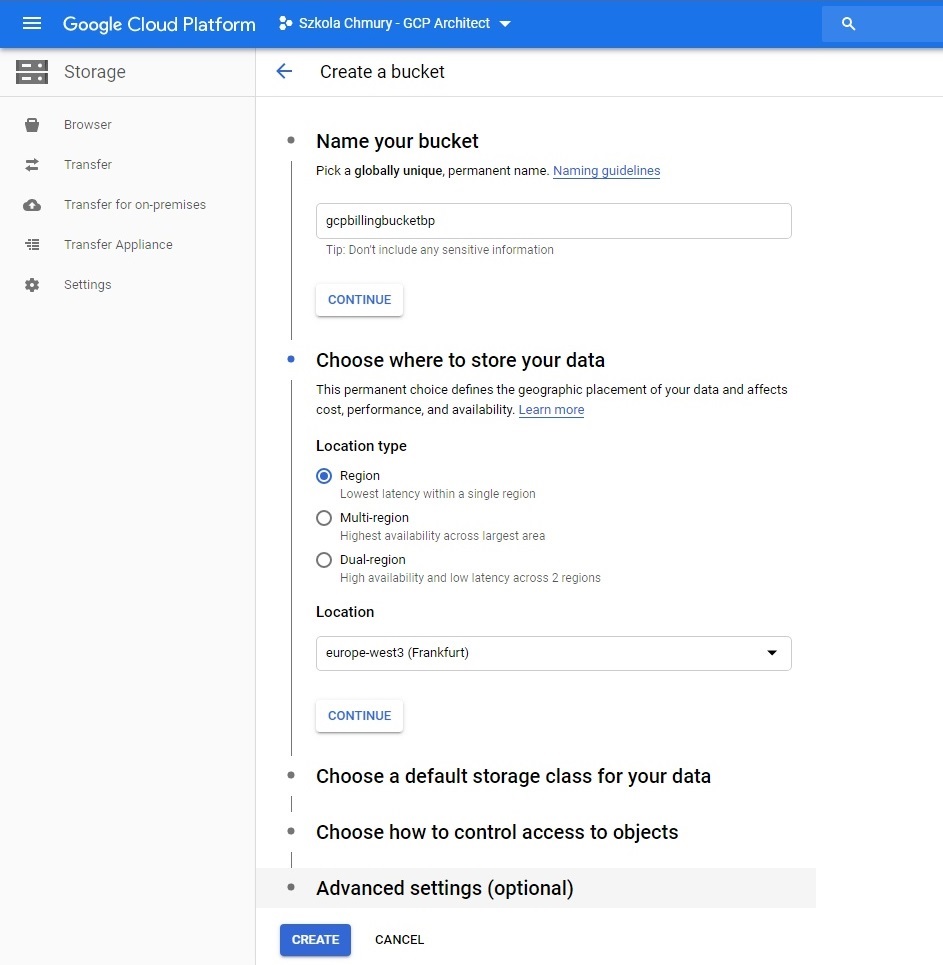 Google Cloud Platform
Szkola Chmury - GCP Architect
Storage
Create a bucket
Browser
Transfer
Transfer for on-premises
Transfer Appliance
Settings
Name your bucket
Pick a globally unique, permanent name. Naming guidelines
gcpbillingbucketbp
Tip: Don't include any sensitive information
CONTINUE
Choose where to store your data
This permanent choice defines the geographic placement of your data and affects
cost, performance, and availability. Learn more
Location type
Region
Lowest latency within a single region
Multi-region
Highest availability across largest area
Dual-region
High availability and low latency across 2 regions
Location
europe-west3 (Frankfurt)
CONTINUE
Choose a default storage class for your data
Choose how to control access to objects
Advanced settings (optional)
CREATE
CANCEL